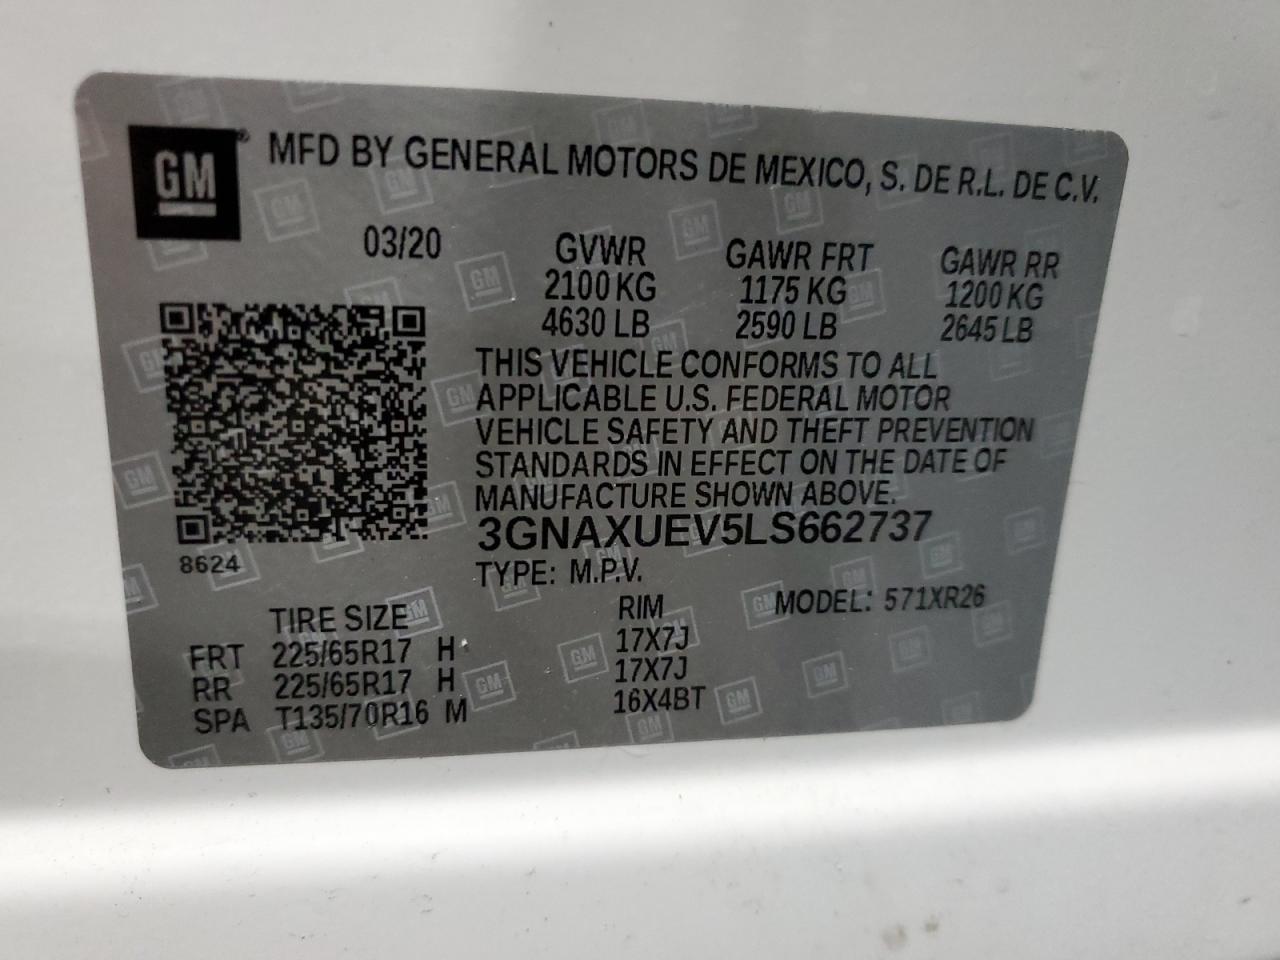 GM® MFD BY GENERAL MOTORS DE MEXICO, S. DE R.L. DE C.V.
03/20 GVWR GAWR FRT GAWR RR
2100 KG 1175 KG 1200 KG
4630 LB 2590 LB 2645 LB
THIS VEHICLE CONFORMS TO ALL
APPLICABLE U.S. FEDERAL MOTOR
VEHICLE SAFETY AND THEFT PREVENTION
STANDARDS IN EFFECT ON THE DATE OF
MANUFACTURE SHOWN ABOVE.
3GNAXUEV5LS662737
8624
TYPE: M.P.V.
TIRE SIZE RIM MODEL: 571XR26
FRT 225/65R17 H 17X7J
RR 225/65R17 H 17X7J
SPA T135/70R16 M 16X4BT